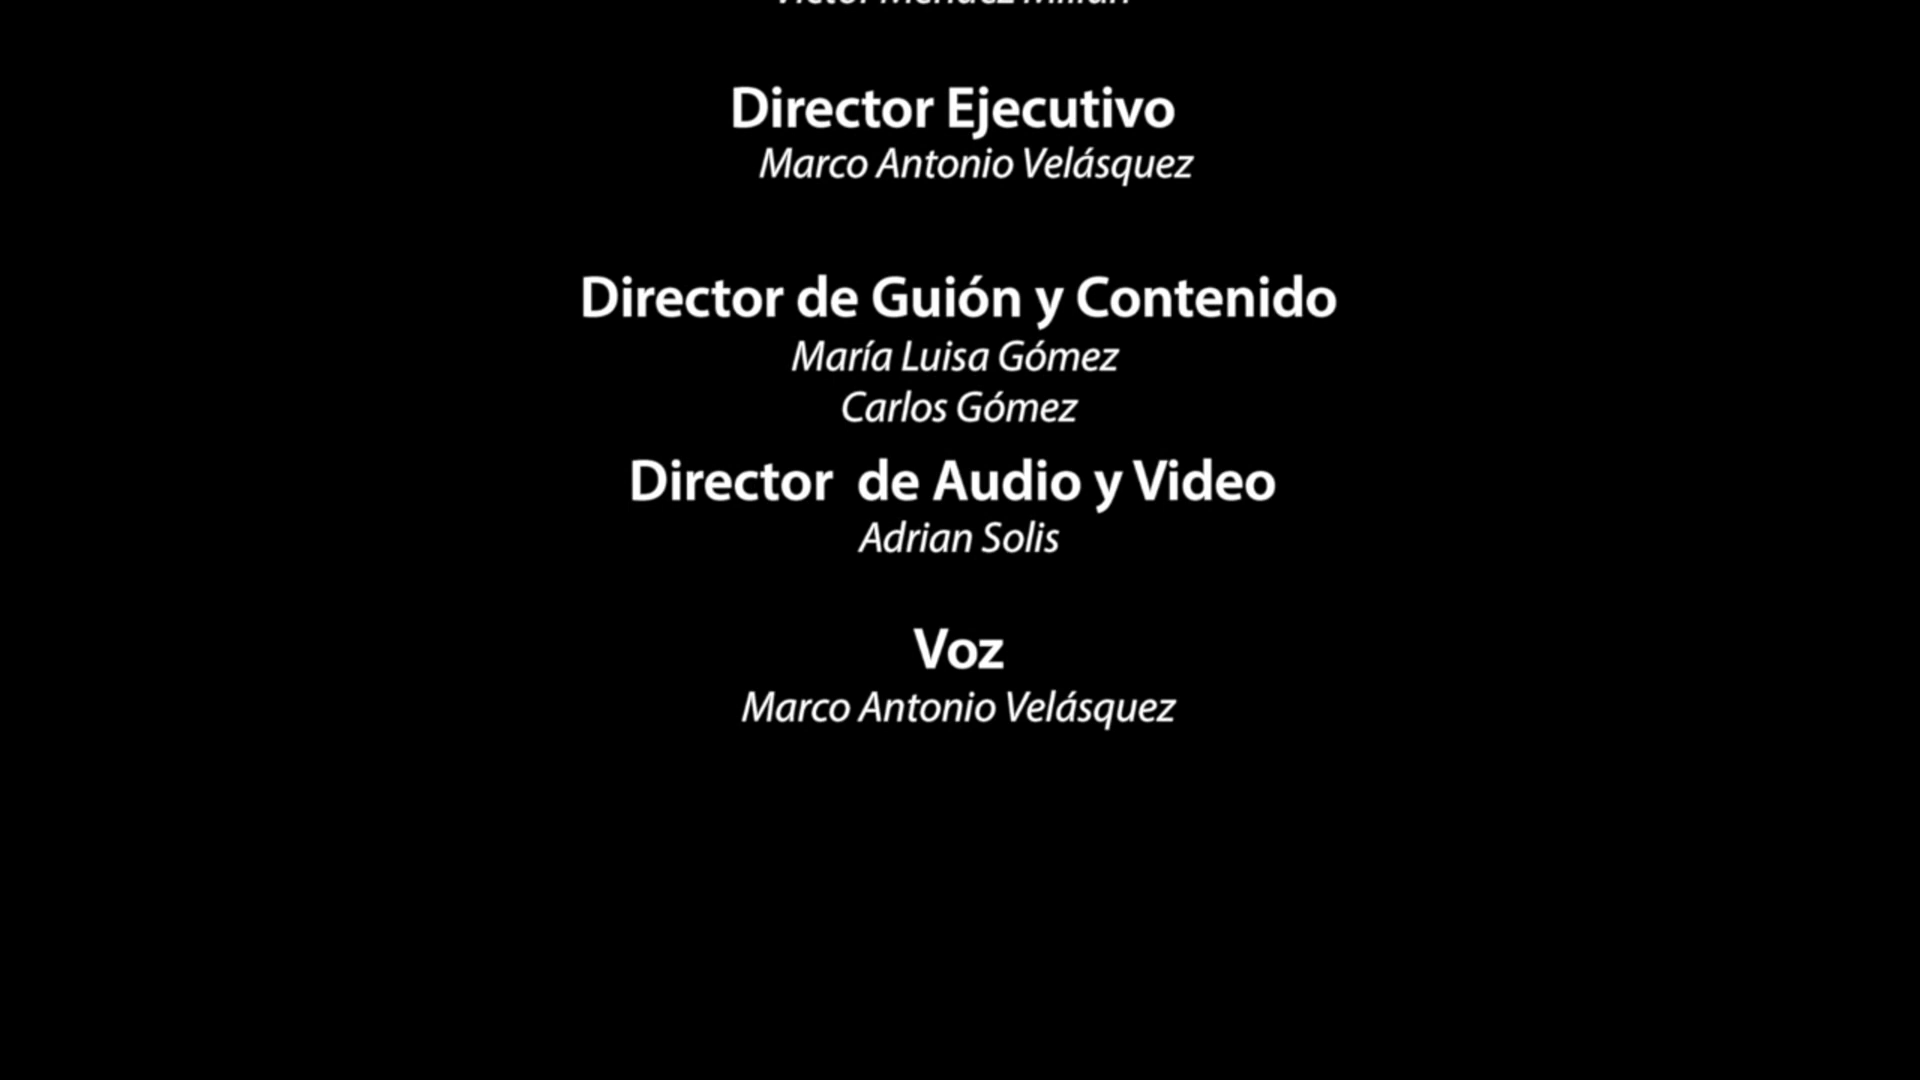 Director Ejecutivo
Marco Antonio Velásquez
Director de Guión y Contenido
María Luisa Gómez
Carlos Gómez
Director de Audio y Video
Adrian Solis
Voz
Marco Antonio Velásquez